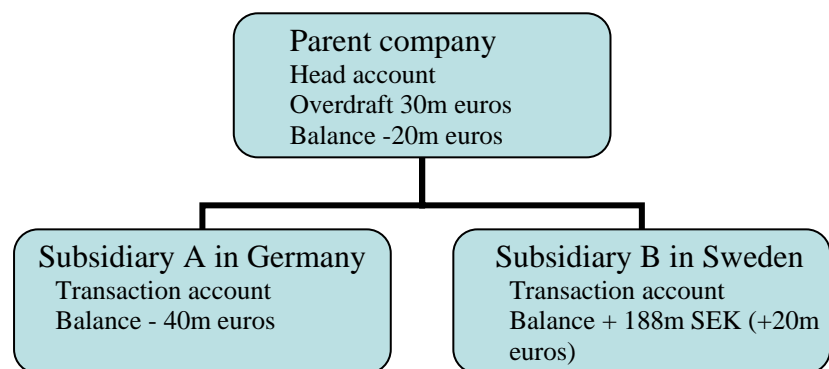 Parent company
Head account
Overdraft 30m euros
Balance -20m euros
Subsidiary A in Germany
Transaction account
Balance - 40m euros
Subsidiary B in Sweden
Transaction account
Balance + 188m SEK (+20m
euros)